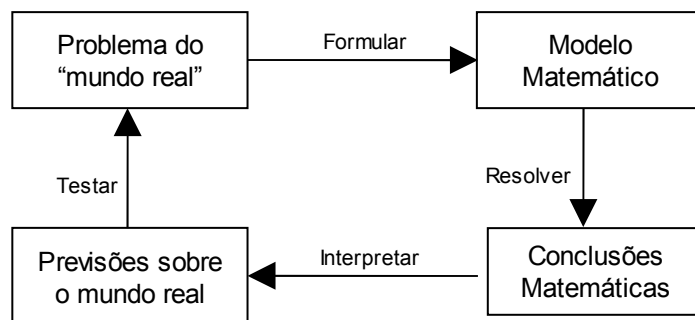 Problema do
“mundo real”
Formular
Modelo
Matemático
Testar
Resolver
Previsões sobre
o mundo real
Interpretar
Conclusões
Matemáticas